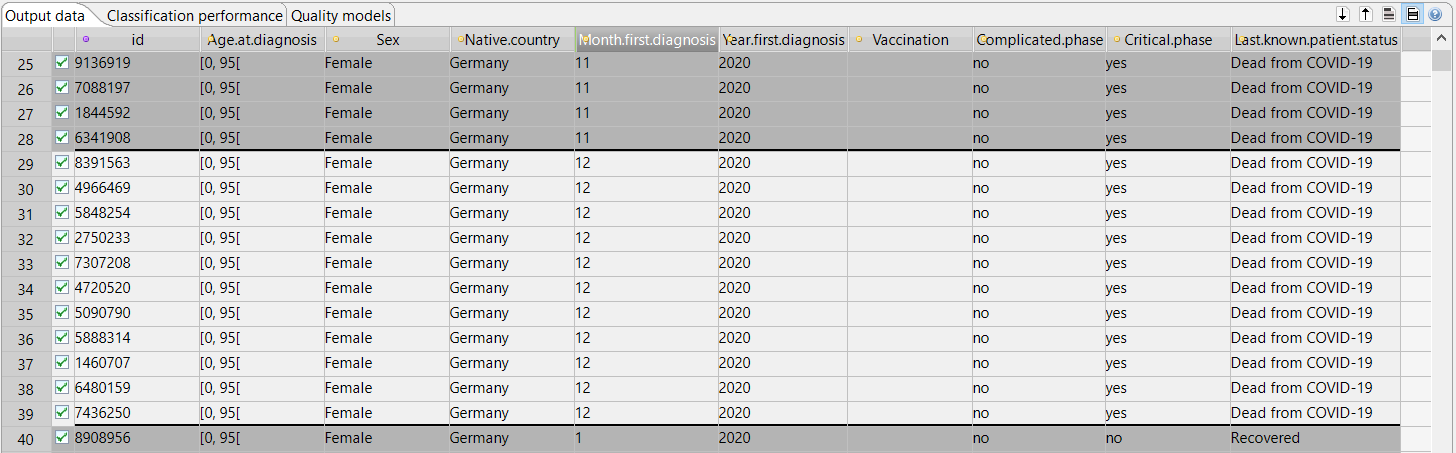 Output data Classification performance Quality models
id Age.at.diagnosis Sex Native.country Month.first.diagnosis Year.first.diagnosis Vaccination Complicated.phase Critical.phase Last.known.patient.status
25 9136919 [0, 95[ Female Germany 11 2020 no yes Dead from COVID-19
26 7088197 [0, 95[ Female Germany 11 2020 no yes Dead from COVID-19
27 1844592 [0, 95[ Female Germany 11 2020 no yes Dead from COVID-19
28 6341908 [0, 95[ Female Germany 11 2020 no yes Dead from COVID-19
29 8391563 [0, 95[ Female Germany 12 2020 no yes Dead from COVID-19
30 4966469 [0, 95[ Female Germany 12 2020 no yes Dead from COVID-19
31 5848254 [0, 95[ Female Germany 12 2020 no yes Dead from COVID-19
32 2750233 [0, 95[ Female Germany 12 2020 no yes Dead from COVID-19
33 7307208 [0, 95[ Female Germany 12 2020 no yes Dead from COVID-19
34 4720520 [0, 95[ Female Germany 12 2020 no yes Dead from COVID-19
35 5090790 [0, 95[ Female Germany 12 2020 no yes Dead from COVID-19
36 5888314 [0, 95[ Female Germany 12 2020 no yes Dead from COVID-19
37 1460707 [0, 95[ Female Germany 12 2020 no yes Dead from COVID-19
38 6480159 [0, 95[ Female Germany 12 2020 no yes Dead from COVID-19
39 7436250 [0, 95[ Female Germany 12 2020 no yes Dead from COVID-19
40 8908956 [0, 95[ Female Germany 1 2020 no no Recovered